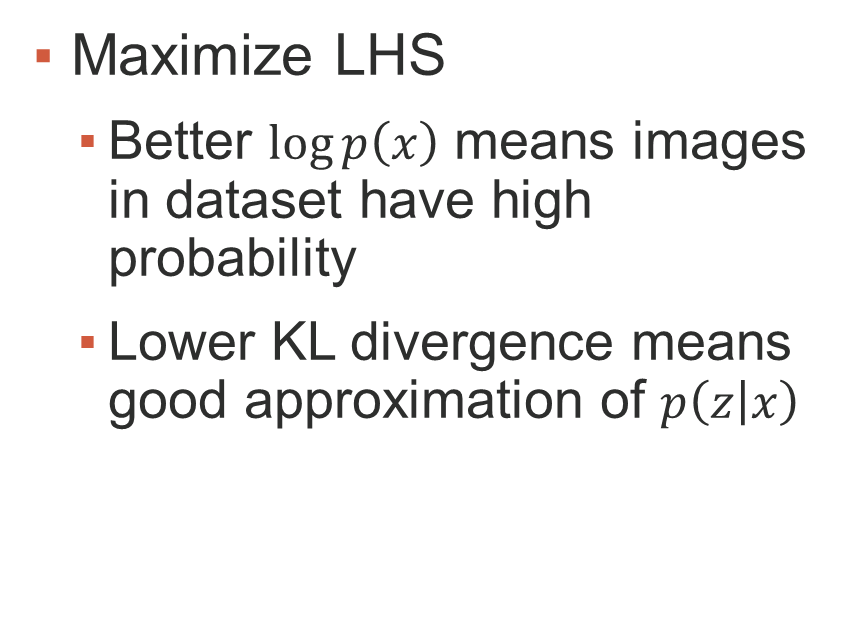 ▪ Maximize LHS
▪ Better log p(x) means images
in dataset have high
probability
▪ Lower KL divergence means
good approximation of p(z|x)